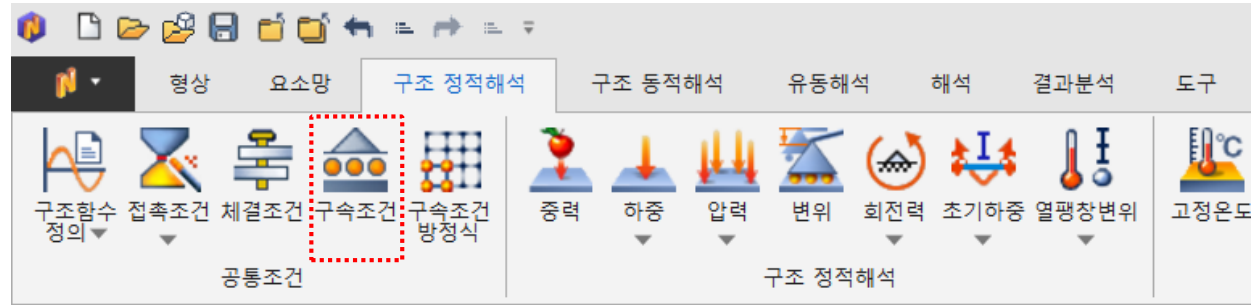 형상 요소망 구조 정적해석 구조 동적해석 유동해석 해석 결과분석 도구
구조함수 접촉조건 체결조건 구속조건 구속조건 중력 하중 압력 변위 회전력 초기하중 열팽창변위 고정온도
정의 방정식
공통조건 구조 정적해석